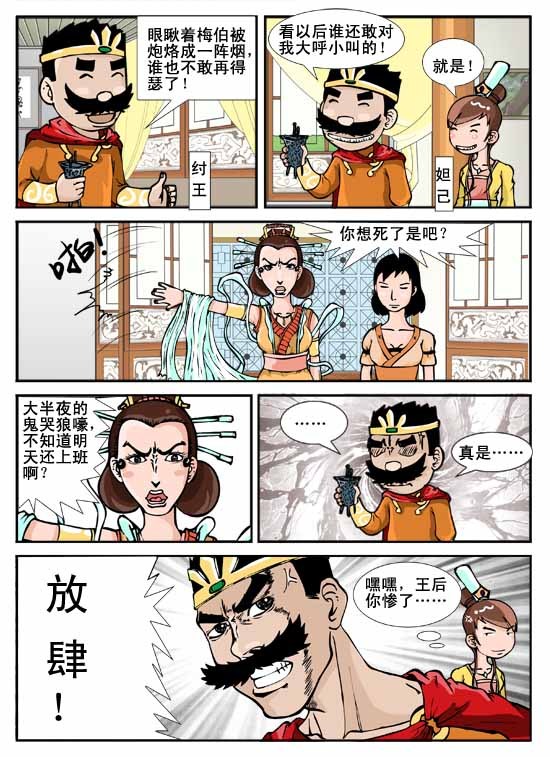 眼瞅着梅伯被
炮烙成一阵烟，
谁也不敢再得
瑟了！
纣王
看以后谁还敢对
我大呼小叫的！
就是！
妲己
啪！
你想死了是吧？
大半夜的
鬼哭狼嚎，
不知道明
天还上班
啊？
……
真是……
放
肆
！
嘿嘿，王后
你惨了……